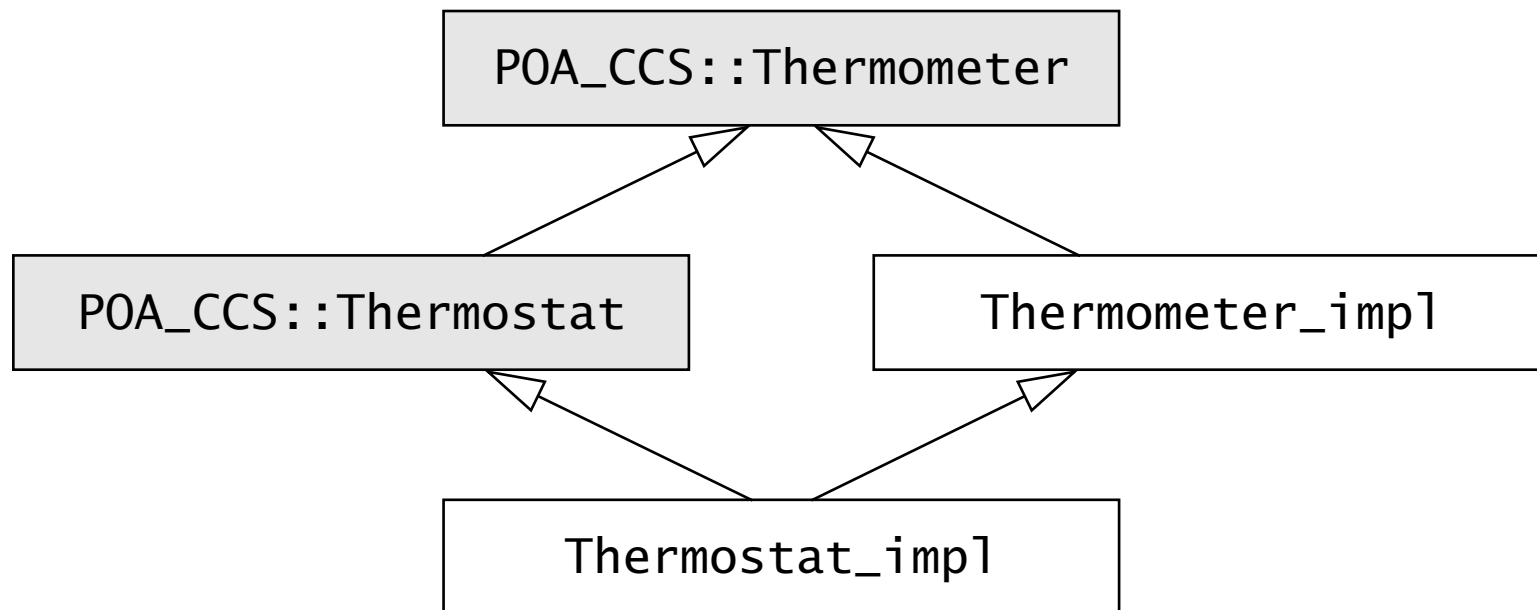 POA_CCS::Thermometer
POA_CCS::Thermostat
Thermometer_impl
Thermostat_impl